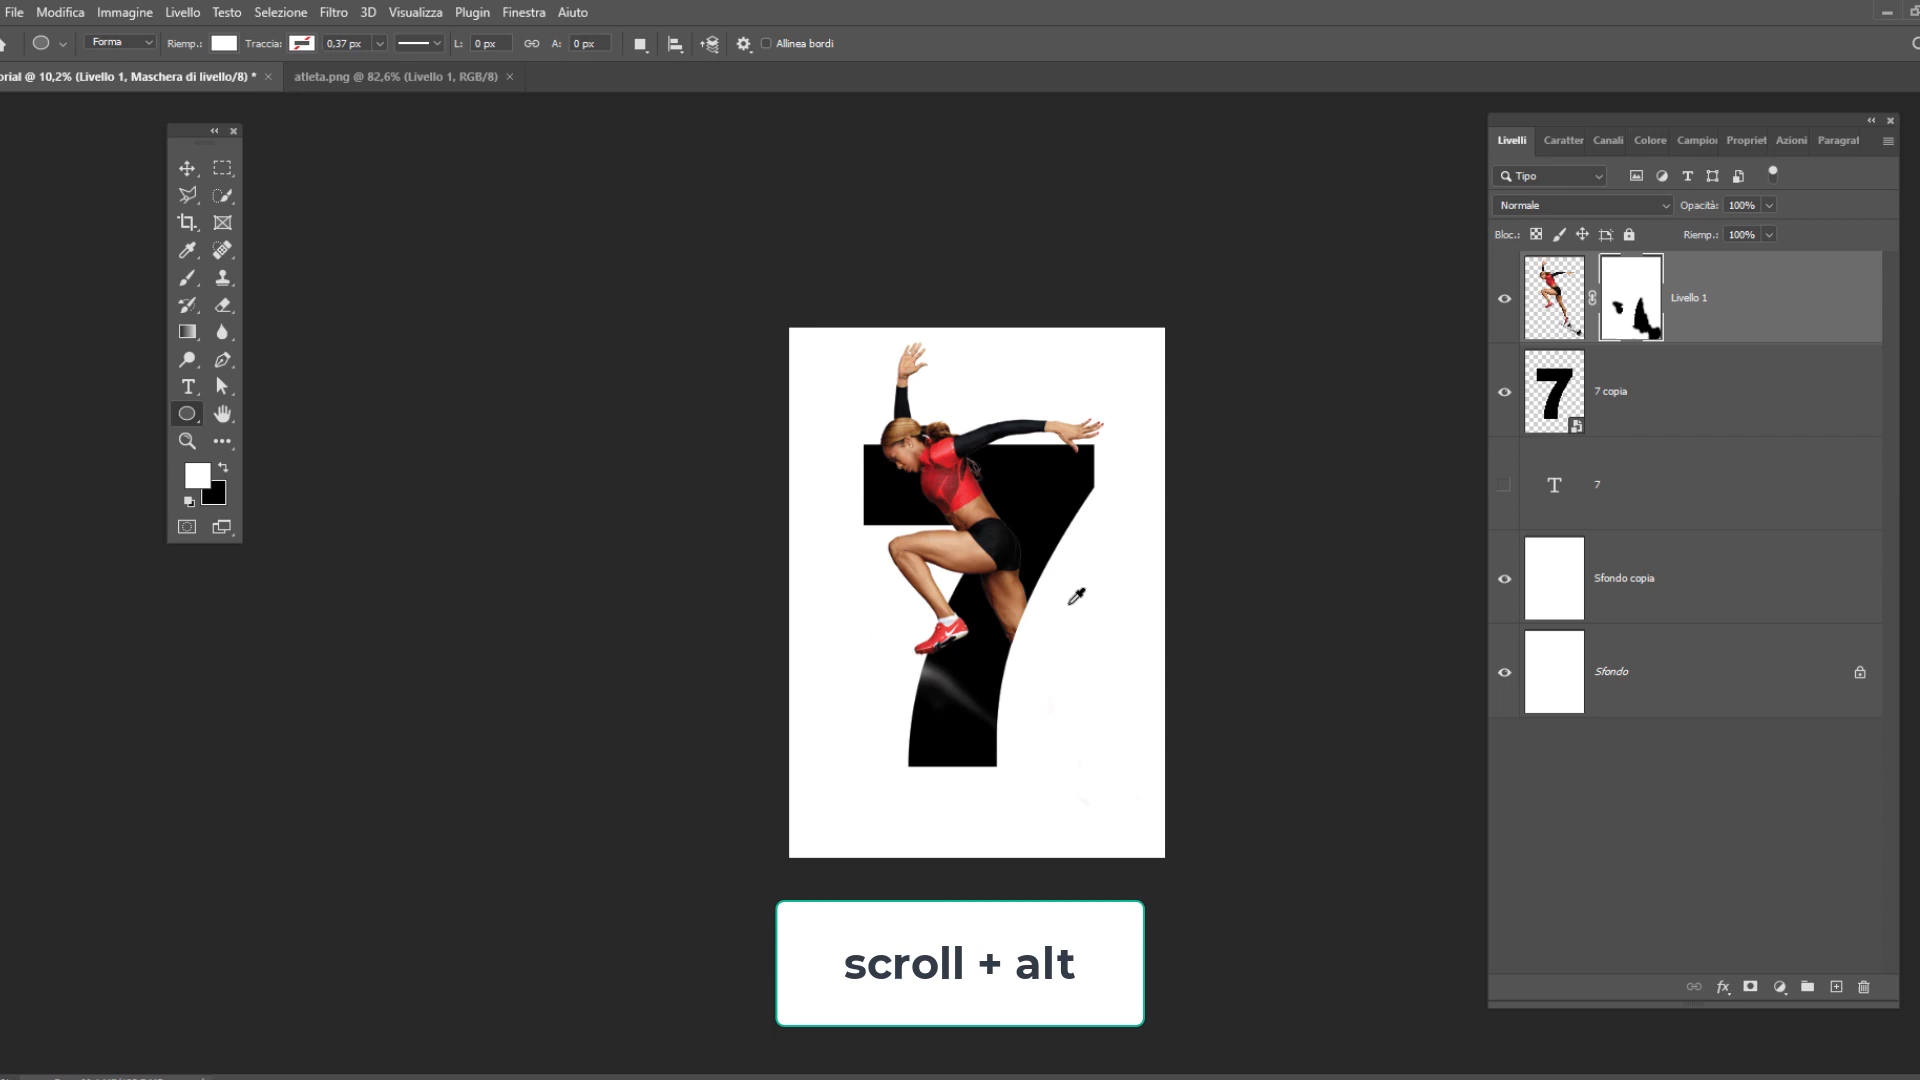 File Modifica Immagine Livello Testo Selezione Filtro 3D Visualizza Plugin Finestra Aiuto
Forma Riemp.: Traccia: 0,37 px L: 0 px A: 0 px Allinea bordi
orial @ 10,2% (Livello 1, Maschera di livello/8) * × atleta.png @ 82,6% (Livello 1, RGB/8) ×
Livelli Caratter Canali Colore Campio Propriet Azioni Paragraf
Tipo
Normale Opacità: 100%
Bloc.: Riemp.: 100%
Livello 1
7 copia
7
Sfondo copia
Sfondo
7
scroll + alt